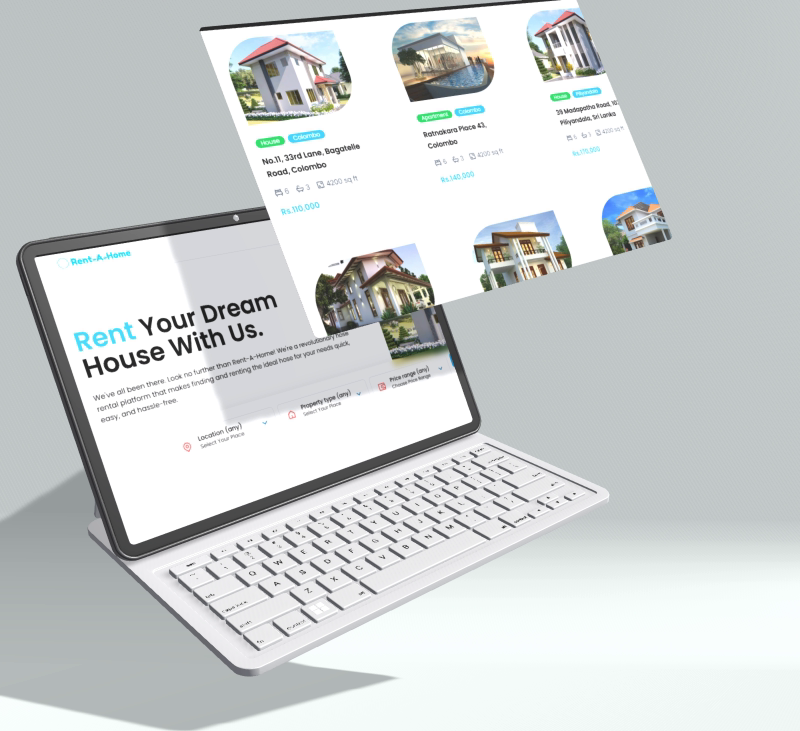 House Colombo
No.11, 33rd Lane, Bagatelle
Road, Colombo
6 3 4200 sq ft
Rs.110,000
Apartment Colombo
Ratnakara Place 43,
Colombo
6 3 4200 sq ft
Rs.140,000
House Piliyandala
39 Madapatha Road, 10
Piliyandala, Sri Lanka
6 3 4200 sq ft
Rs.110,000
Rent-A-Home
Rent Your Dream
House With Us.
We've all been there. Look no further than Rent-A-Home! We're a revolutionary hose
rental platform that makes finding and renting the ideal hose for your needs quick,
easy, and hassle-free.
Location (any)
Select Your Place
Property type (any)
Select Your Place
Price range (any)
Choose Price Range
Q W E R T Y U I O P
A S D F G H J K L
Z X C V B N M